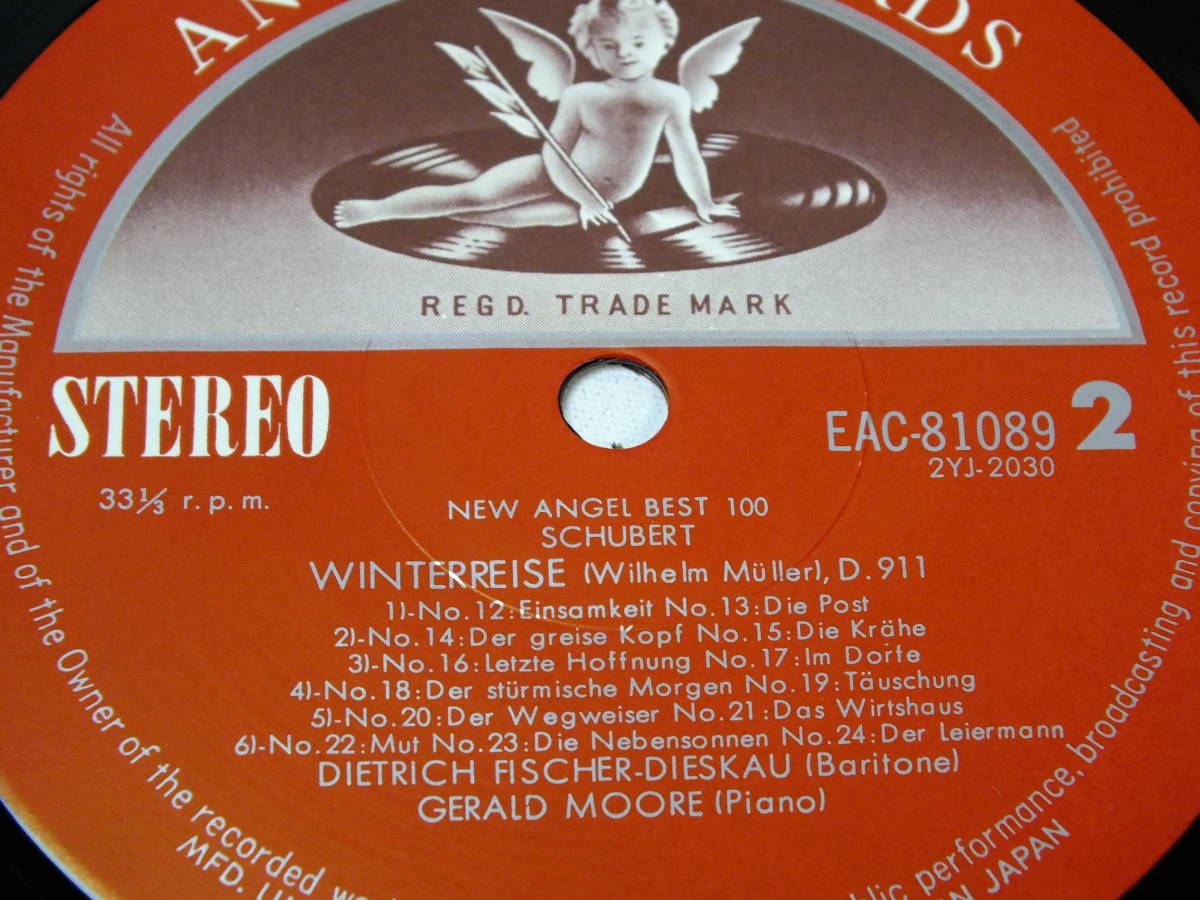 REGD. TRADE MARK
STEREO
33⅓ r.p.m.
EAC-81089 2
2YJ-2030
NEW ANGEL BEST 100
SCHUBERT
WINTERREISE (Wilhelm Müller), D.911
1)-No.12:Einsamkeit No.13:Die Post
2)-No.14:Der greise Kopf No.15:Die Krähe
3)-No.16:Letzte Hoffnung No.17:Im Dorfe
4)-No.18:Der stürmische Morgen No.19:Täuschung
5)-No.20:Der Wegweiser No.21:Das Wirtshaus
6)-No.22:Mut No.23:Die Nebensonnen No.24:Der Leiermann
DIETRICH FISCHER-DIESKAU (Baritone)
GERALD MOORE (Piano)
All rights of the Manufacturer and of the Owner of the recorded
performance, broadcasting and copying of this record prohibited
MFD.
JAPAN